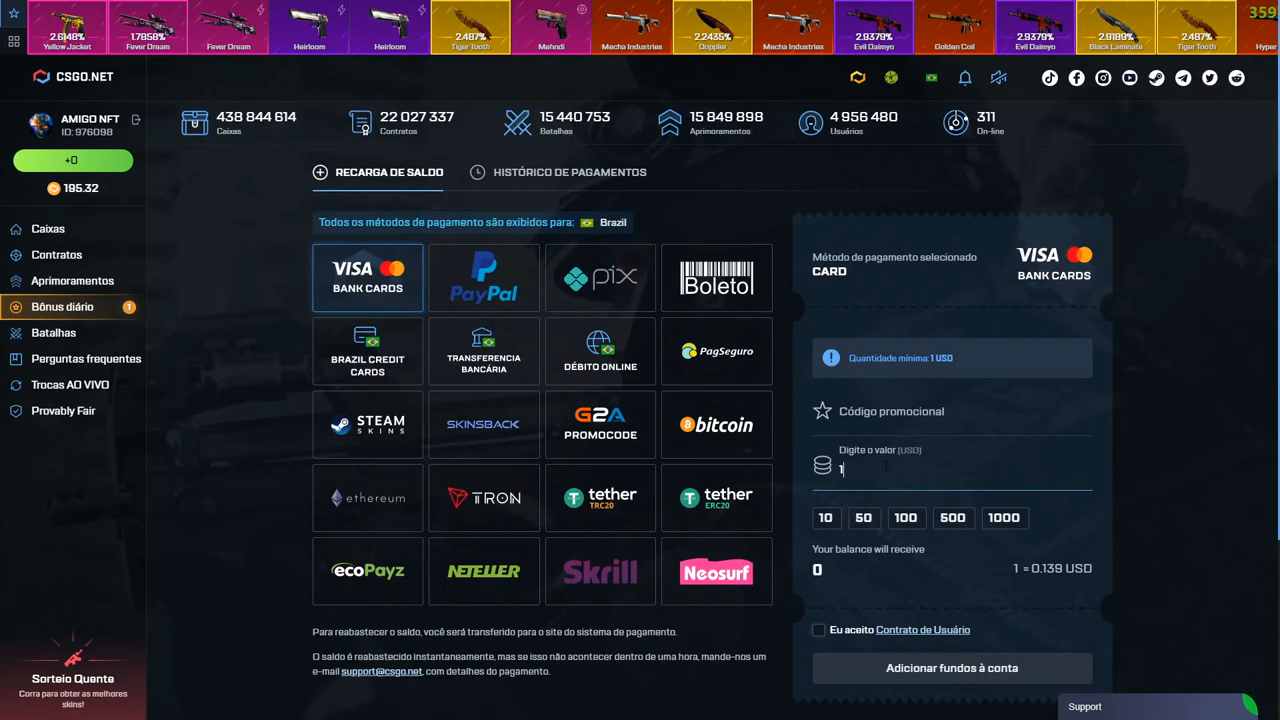 2.6148%
Yellow Jacket
1.7858%
Fever Dream
Fever Dream
Heirloom
Heirloom
2.487%
Tiger Tooth
Mehndi
Mecha Industries
2.2435%
Doppler
Mecha Industries
2.9379%
Evil Daimyo
Golden Coil
2.9379%
Evil Daimyo
2.9189%
Black Laminate
2.487%
Tiger Tooth
359
Hyper
CSGO.NET
AMIGO NFT
ID: 976098
+0
195.32
438 844 614
Caixas
22 027 337
Contratos
15 440 753
Batalhas
15 849 898
Aprimoramentos
4 956 480
Usuários
311
On-line
Caixas
Contratos
Aprimoramentos
Bônus diário 1
Batalhas
Perguntas frequentes
Trocas AO VIVO
Provably Fair
Sorteio Quente
Corra para obter as melhores
skins!
RECARGA DE SALDO
HISTÓRICO DE PAGAMENTOS
Todos os métodos de pagamento são exibidos para: Brazil
VISA
BANK CARDS
PayPal
pix
Boleto
BRAZIL CREDIT
CARDS
TRANSFERENCIA
BANCÁRIA
DÉBITO ONLINE
PagSeguro
STEAM
SKINS
SKINSBACK
G2A
PROMOCODE
bitcoin
ethereum
TRON
tether
TRC20
tether
ERC20
ecoPayz
NETELLER
Skrill
Neosurf
Para reabastecer o saldo, você será transferido para o site do sistema de pagamento.
O saldo é reabastecido instantaneamente, mas se isso não acontecer dentro de uma hora, mande-nos um
e-mail support@csgo.net, com detalhes do pagamento.
Método de pagamento selecionado
CARD
VISA
BANK CARDS
Quantidade mínima: 1 USD
Código promocional
Digite o valor (USD)
1
10 50 100 500 1000
Your balance will receive
0 1 = 0.139 USD
Eu aceito Contrato de Usuário
Adicionar fundos à conta
Support